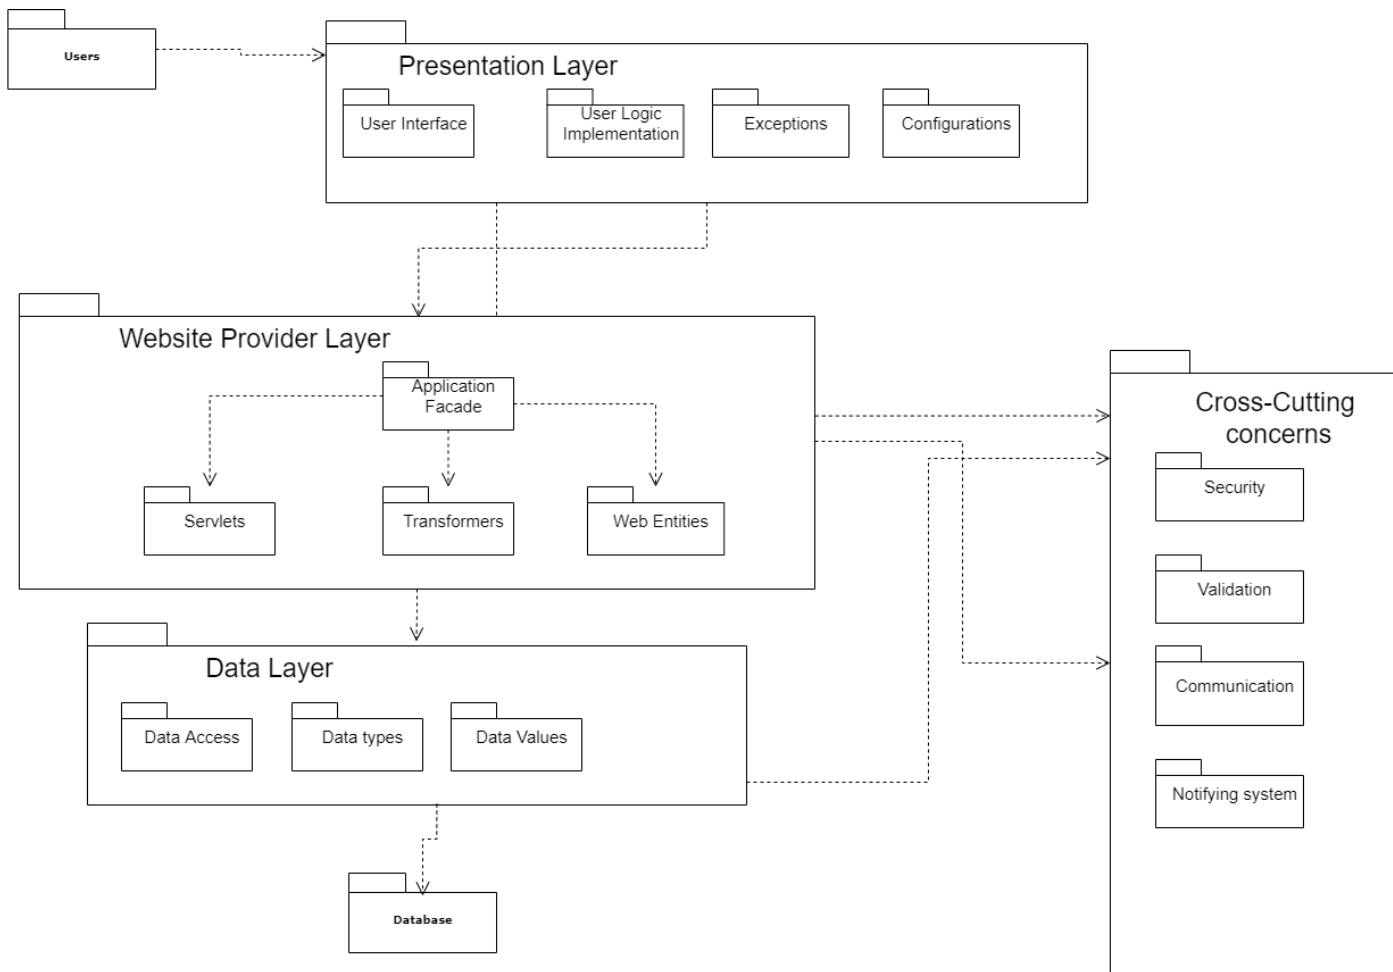 Users
Presentation Layer
User Interface
User Logic
Implementation
Exceptions
Configurations
Website Provider Layer
Application
Facade
Servlets
Transformers
Web Entities
Cross-Cutting
concerns
Security
Validation
Communication
Notifying system
Data Layer
Data Access
Data types
Data Values
Database